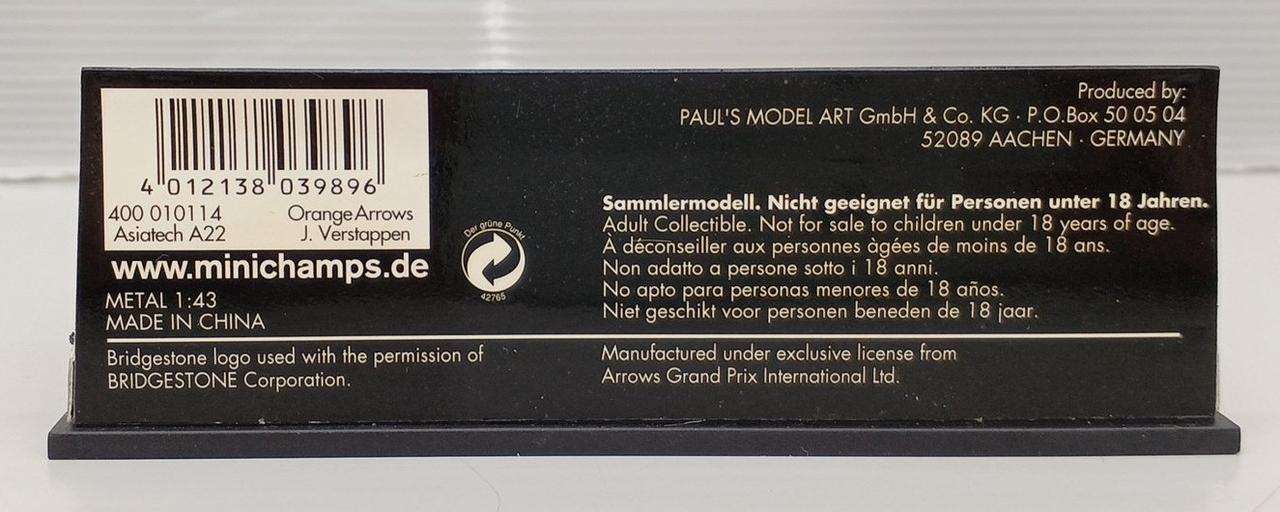 4 012138 039896
400 010114 Orange Arrows
Asiatech A22 J. Verstappen
www.minichamps.de
METAL 1:43
MADE IN CHINA
Der grüne Punkt
42765
Produced by:
PAUL'S MODEL ART GmbH & Co. KG · P.O.Box 50 05 04
52089 AACHEN · GERMANY
Sammlermodell. Nicht geeignet für Personen unter 18 Jahren.
Adult Collectible. Not for sale to children under 18 years of age.
À déconseiller aux personnes àgées de moins de 18 ans.
Non adatto a persone sotto i 18 anni.
No apto para personas menores de 18 años.
Niet geschikt voor personen beneden de 18 jaar.
Bridgestone logo used with the permission of
BRIDGESTONE Corporation.
Manufactured under exclusive license from
Arrows Grand Prix International Ltd.